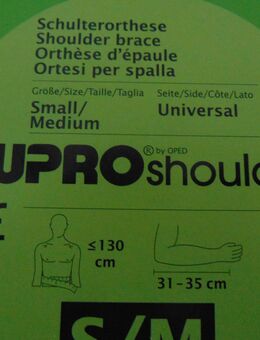 Schulterorthese
Shoulder brace
Orthèse d'épaule
Ortesi per spalla
Größe/Size/Taille/Taglia
Small/
Medium
Seite/Side/Côte/Lato
Universal
UPRO® by OPED
should
≤130
cm
31-35 cm
S/M